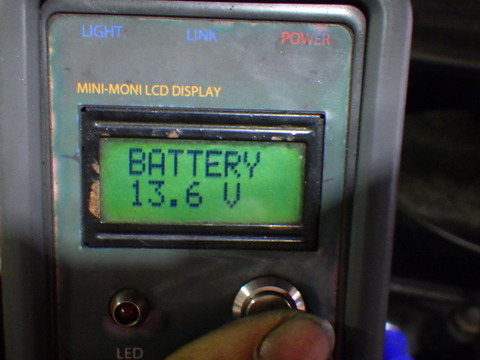 LIGHT LINK POWER
MINI-MONI LCD DISPLAY
BATTERY
13.6 V
LED